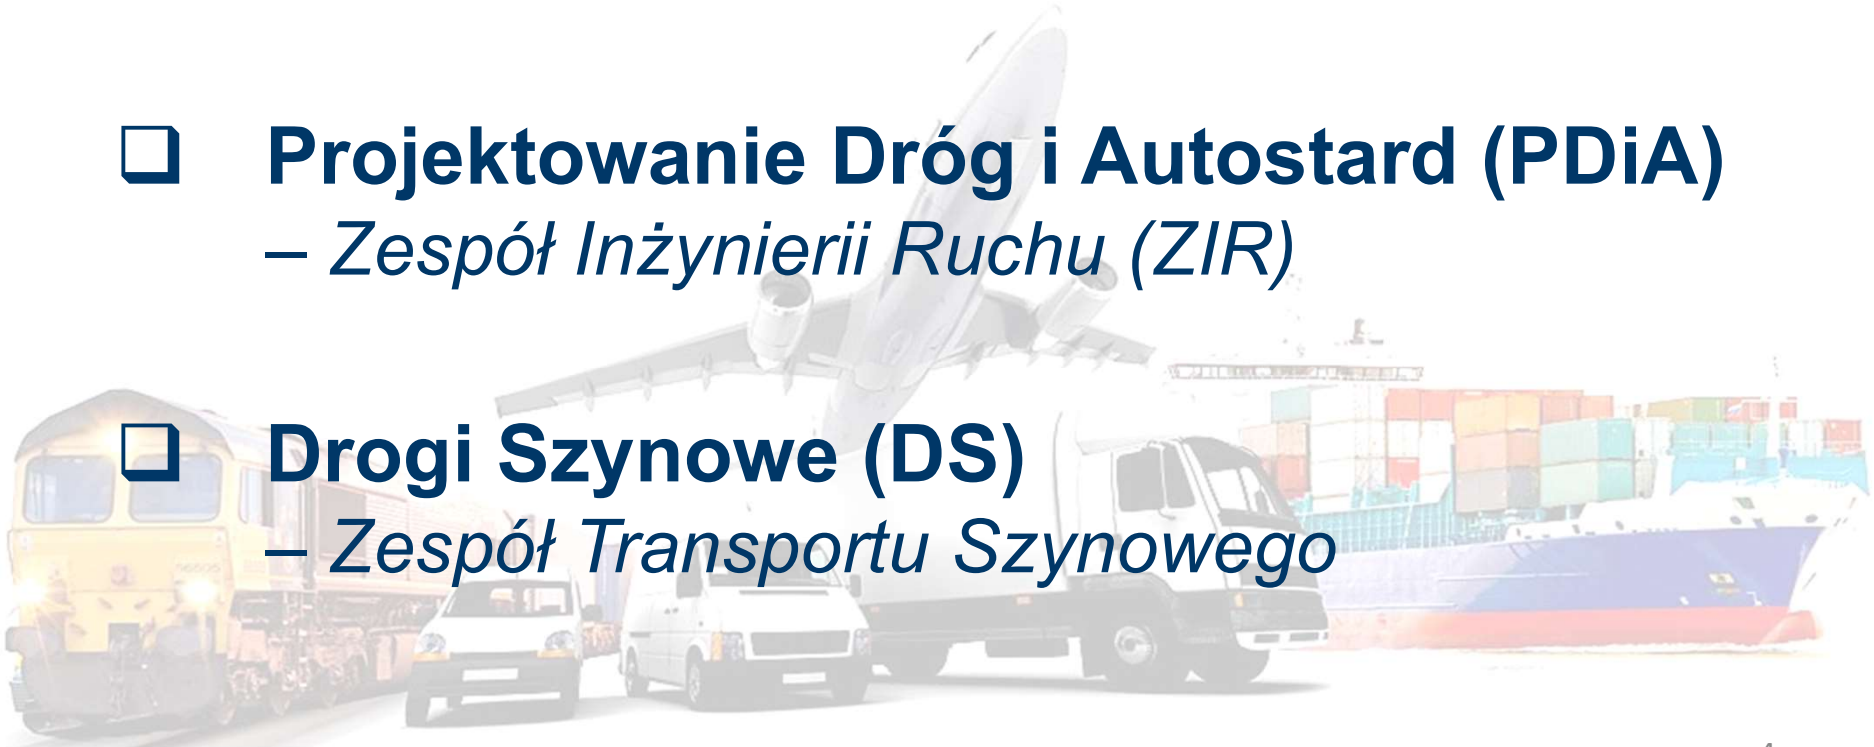 ❑ Projektowanie Dróg i Autostard (PDiA)
– Zespół Inżynierii Ruchu (ZIR)
❑ Drogi Szynowe (DS)
– Zespół Transportu Szynowego